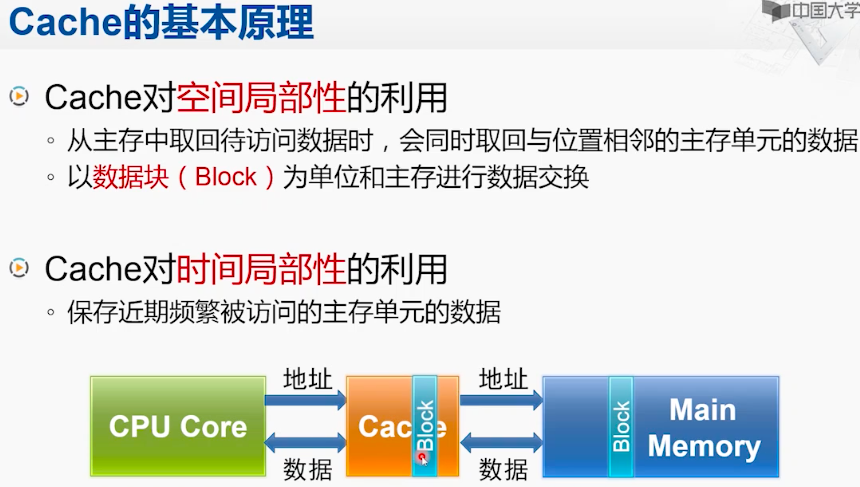 Cache的基本原理
中国大学
Cache对空间局部性的利用
从主存中取回待访问数据时，会同时取回与位置相邻的主存单元的数据
以数据块（Block）为单位和主存进行数据交换
Cache对时间局部性的利用
保存近期频繁被访问的主存单元的数据
地址
地址
CPU Core
Cache
Block
Block
Main
Memory
数据
数据